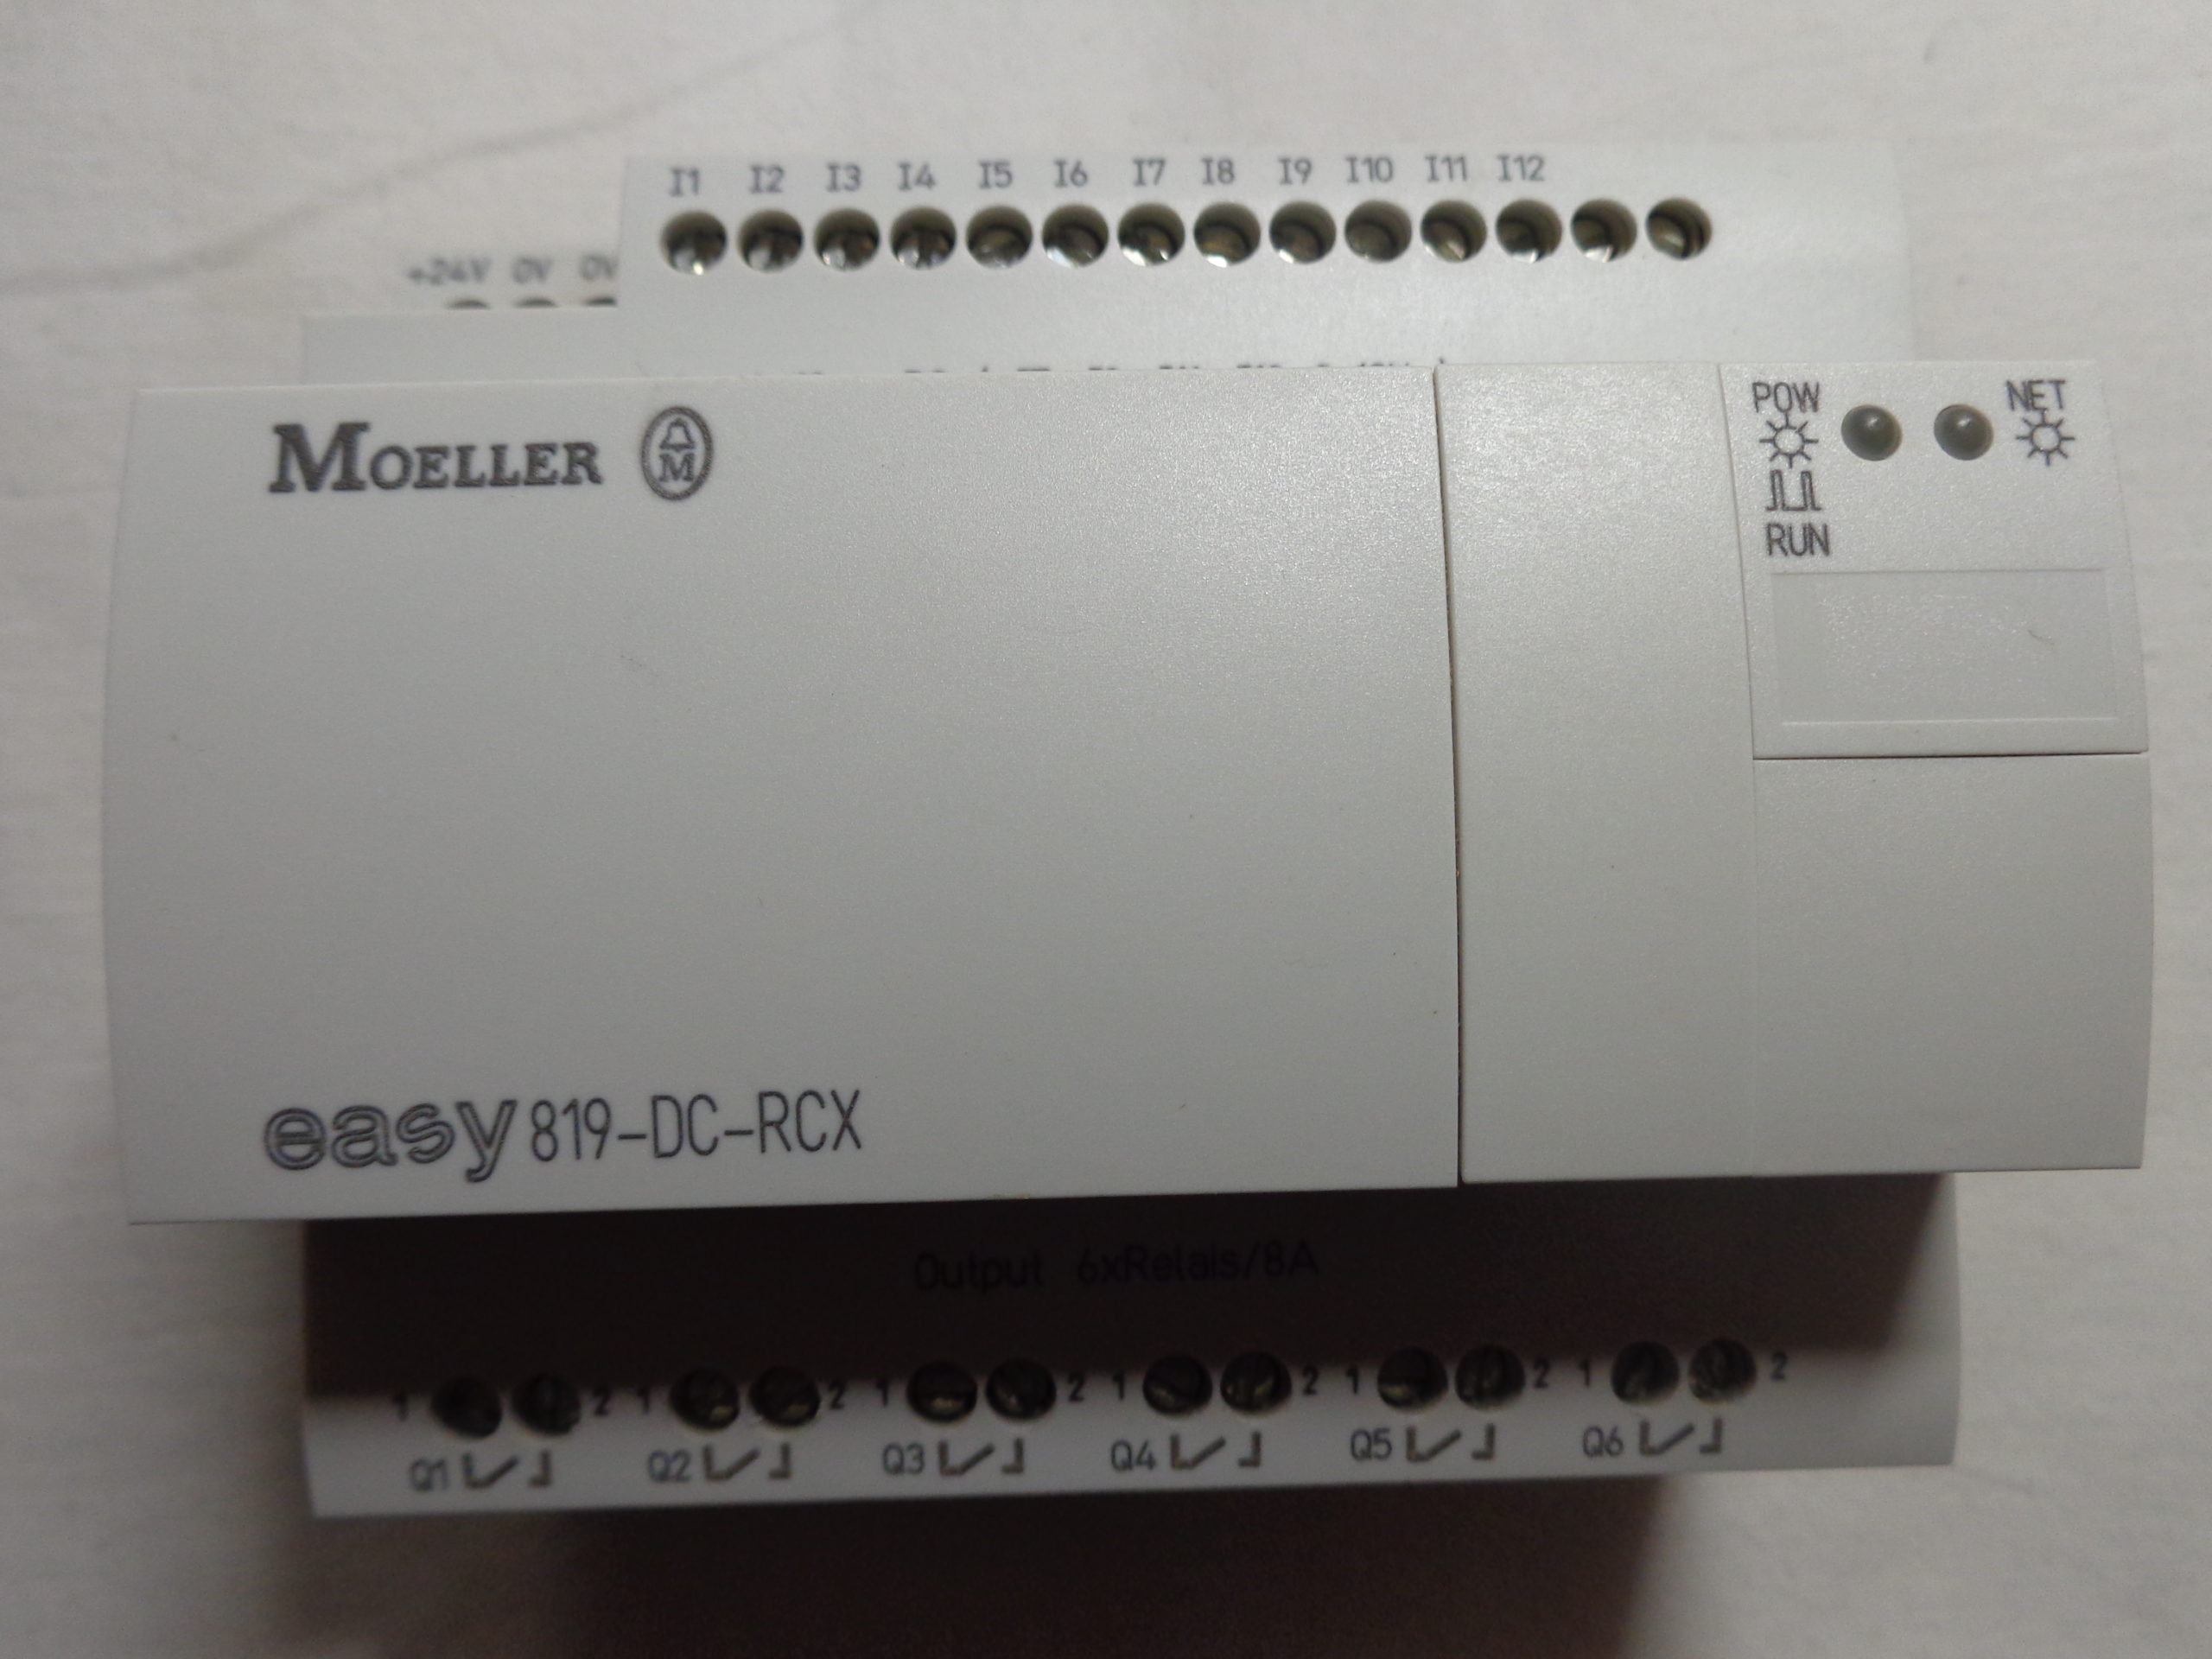 I1 I2 I3 I4 I5 I6 I7 I8 I9 I10 I11 I12
+24V 0V 0V
MOELLER AM
POW NET
RUN
easy 819-DC-RCX
Output 6xRelais/8A
1 2 1 2 1 2 1 2 1 2 1 2
Q1 Q2 Q3 Q4 Q5 Q6